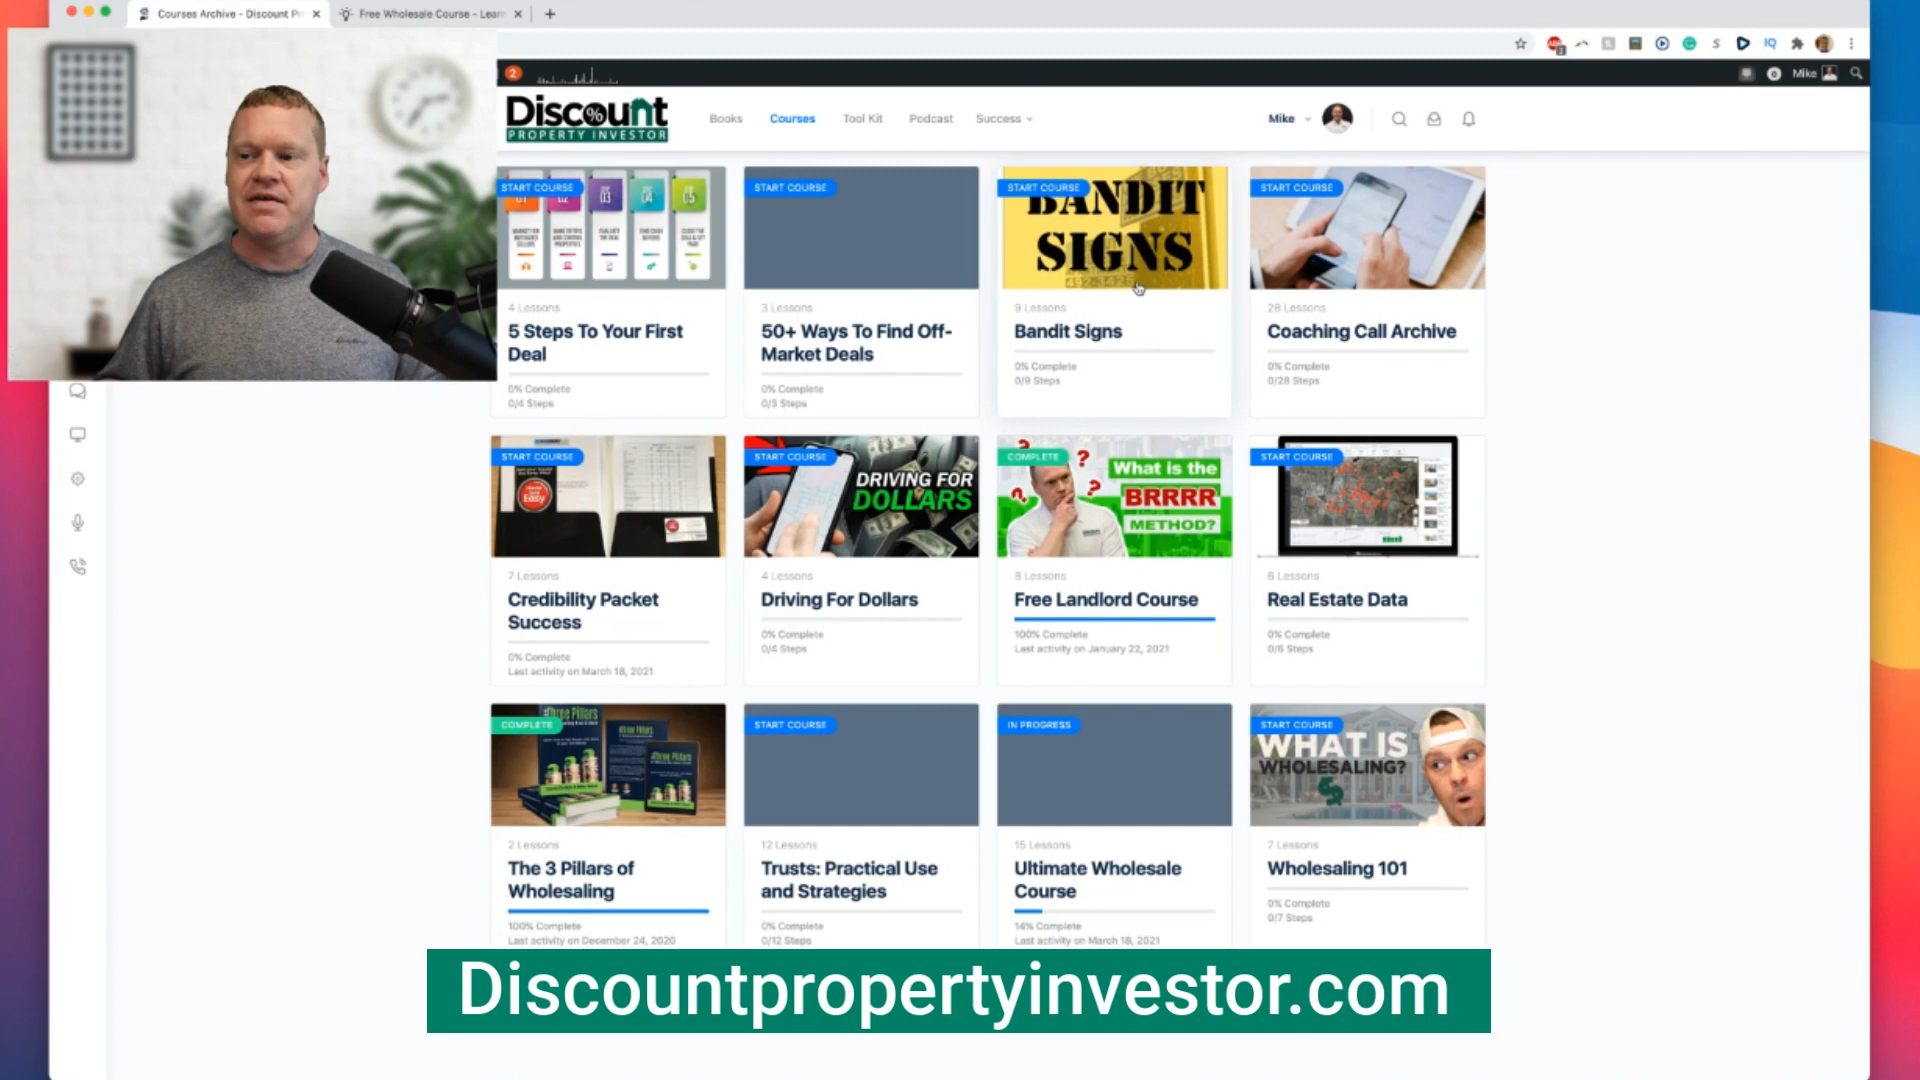 Courses Archive - Discount Pr
Free Wholesale Course - Learn
2
0
Mike
Discount
PROPERTY INVESTOR
Books
Courses
Tool Kit
Podcast
Success
Mike
START COURSE
02
03
04
05
4 Lessons
5 Steps To Your First
Deal
0% Complete
0/4 Steps
START COURSE
3 Lessons
50+ Ways To Find Off-
Market Deals
0% Complete
0/3 Steps
START COURSE
BANDIT
SIGNS
9 Lessons
Bandit Signs
0% Complete
0/9 Steps
START COURSE
28 Lessons
Coaching Call Archive
0% Complete
0/28 Steps
START COURSE
Easy
7 Lessons
Credibility Packet
Success
0% Complete
Last activity on March 18, 2021
START COURSE
DRIVING FOR
DOLLARS
4 Lessons
Driving For Dollars
0% Complete
0/4 Steps
COMPLETE
What is the
BRRRR
METHOD?
8 Lessons
Free Landlord Course
100% Complete
Last activity on January 22, 2021
START COURSE
6 Lessons
Real Estate Data
0% Complete
0/6 Steps
COMPLETE
Three Pillars
2 Lessons
The 3 Pillars of
Wholesaling
100% Complete
Last activity on December 24, 2020
START COURSE
12 Lessons
Trusts: Practical Use
and Strategies
0% Complete
0/12 Steps
IN PROGRESS
15 Lessons
Ultimate Wholesale
Course
14% Complete
Last activity on March 18, 2021
START COURSE
WHAT IS
WHOLESALING?
7 Lessons
Wholesaling 101
0% Complete
0/7 Steps
Discountpropertyinvestor.com